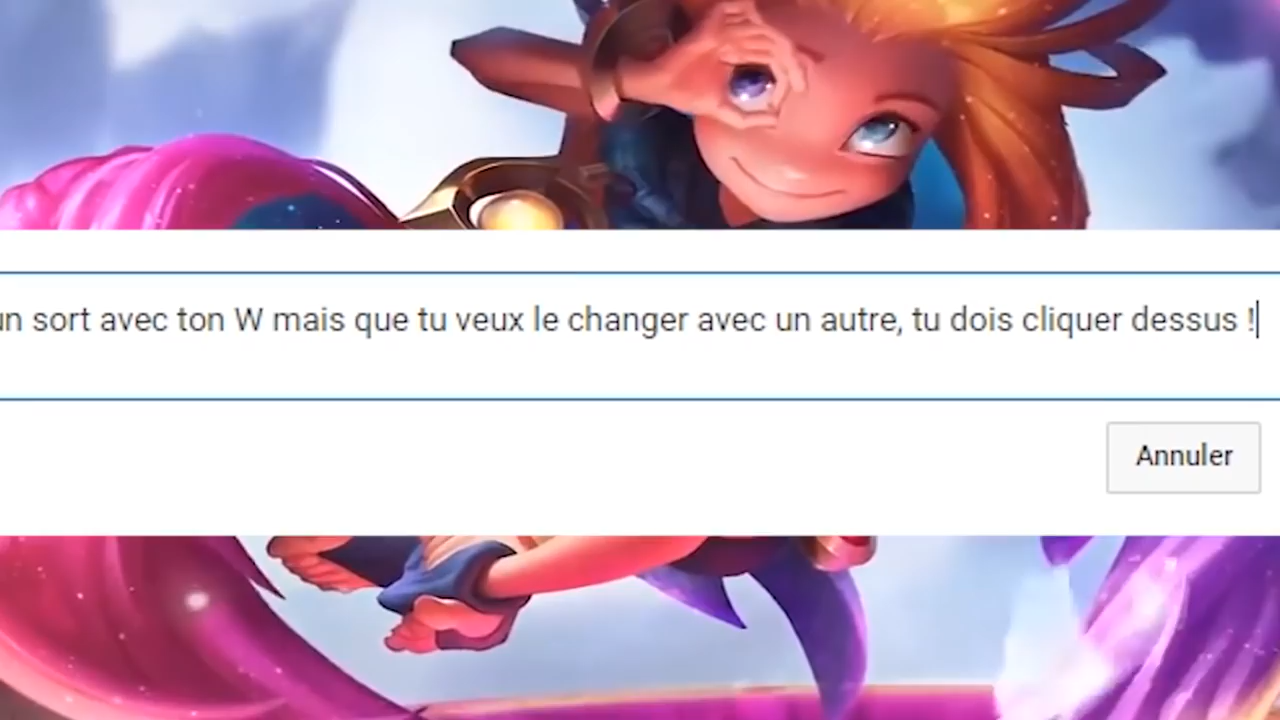 un sort avec ton W mais que tu veux le changer avec un autre, tu dois cliquer dessus !
Annuler